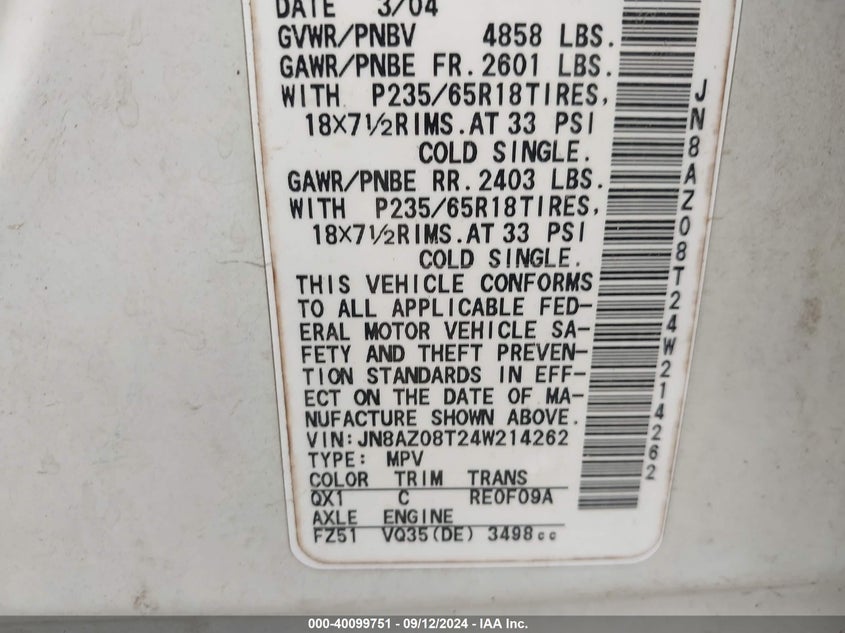 DATE 3/04
GVWR/PNBV 4858 LBS.
GAWR/PNBE FR. 2601 LBS.
WITH P235/65R18TIRES,
18X7½RIMS.AT 33 PSI
COLD SINGLE.
GAWR/PNBE RR. 2403 LBS.
WITH P235/65R18TIRES,
18X7½RIMS.AT 33 PSI
COLD SINGLE.
THIS VEHICLE CONFORMS
TO ALL APPLICABLE FED-
ERAL MOTOR VEHICLE SA-
FETY AND THEFT PREVEN-
TION STANDARDS IN EFF-
ECT ON THE DATE OF MA-
NUFACTURE SHOWN ABOVE.
VIN:JN8AZ08T24W214262
TYPE: MPV
COLOR TRIM TRANS
QX1 C RE0F09A
AXLE ENGINE
FZ51 VQ35(DE) 3498cc
JN8AZ08T24W214262
000-40099751 - 09/12/2024 - IAA Inc.